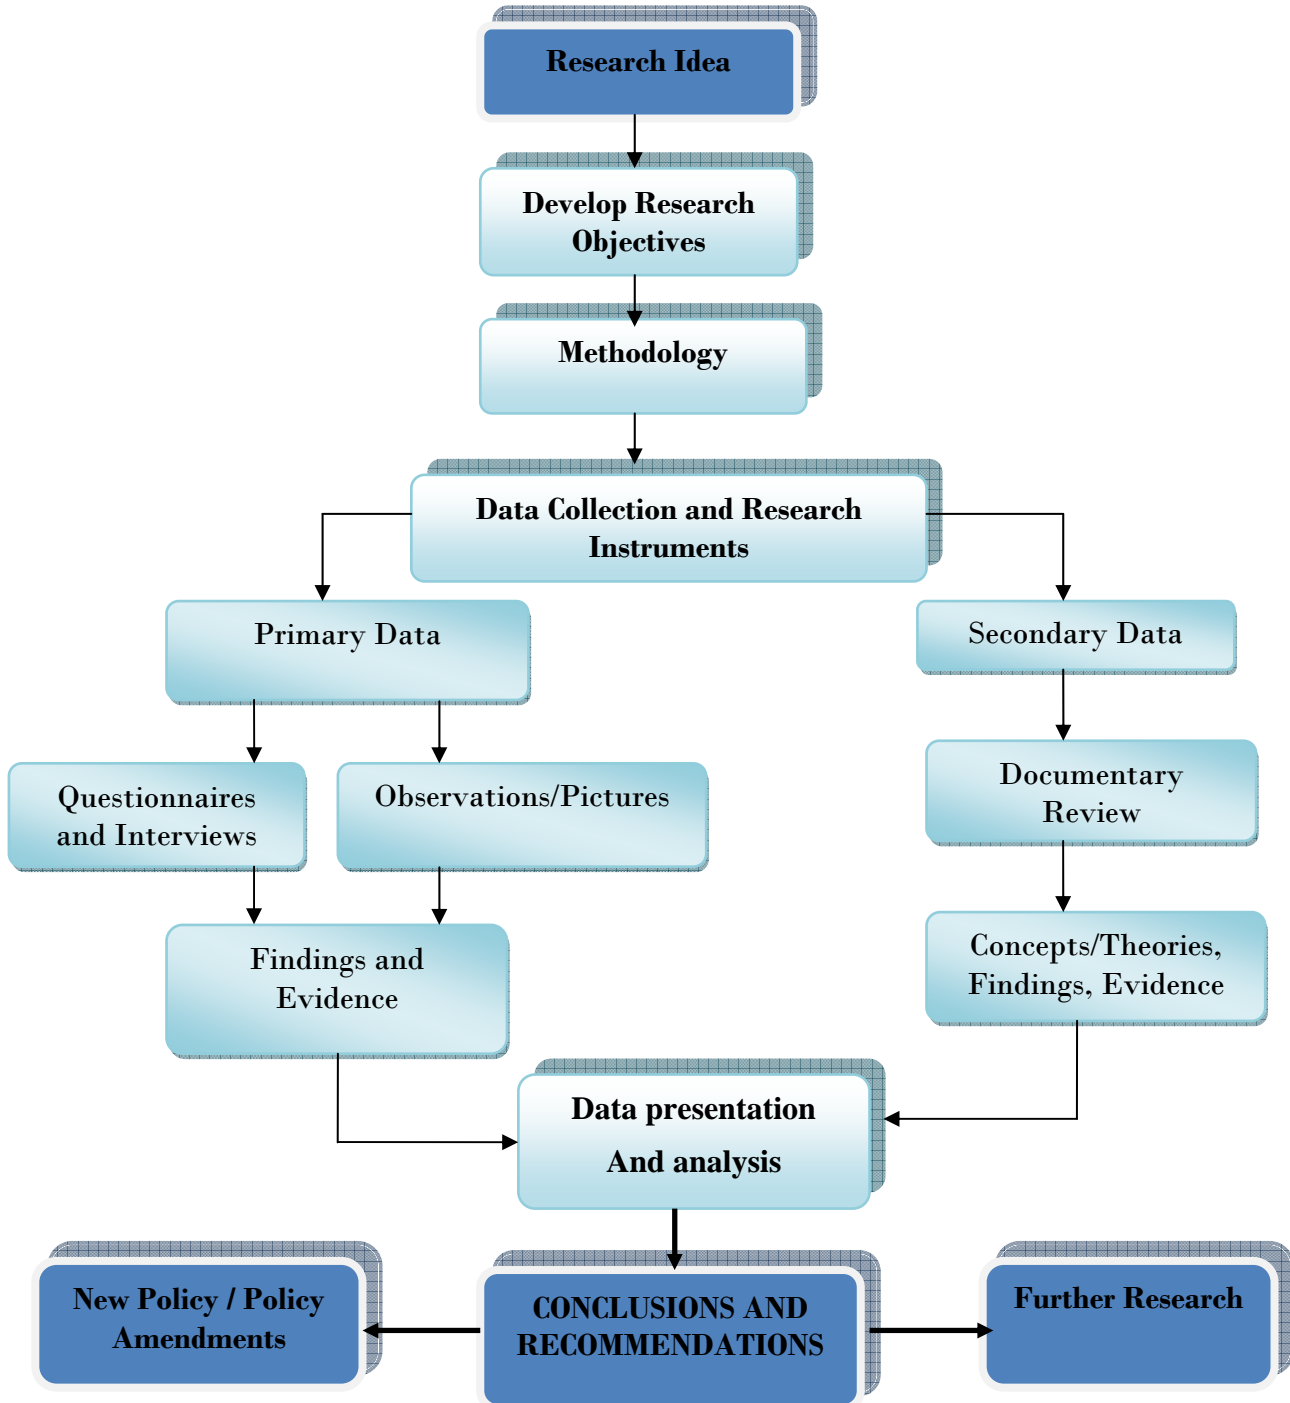 Research Idea
Develop Research
Objectives
Methodology
Data Collection and Research
Instruments
Primary Data
Secondary Data
Questionnaires
and Interviews
Observations/Pictures
Documentary
Review
Findings and
Evidence
Concepts/Theories,
Findings, Evidence
Data presentation
And analysis
New Policy / Policy
Amendments
CONCLUSIONS AND
RECOMMENDATIONS
Further Research